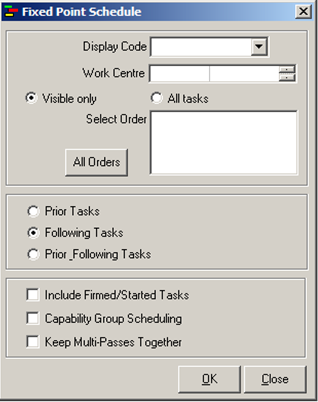 Fixed Point Schedule
Display Code
Work Centre
Visible only All tasks
Select Order
All Orders
Prior Tasks
Following Tasks
Prior_Following Tasks
Include Firmed/Started Tasks
Capability Group Scheduling
Keep Multi-Passes Together
OK Close